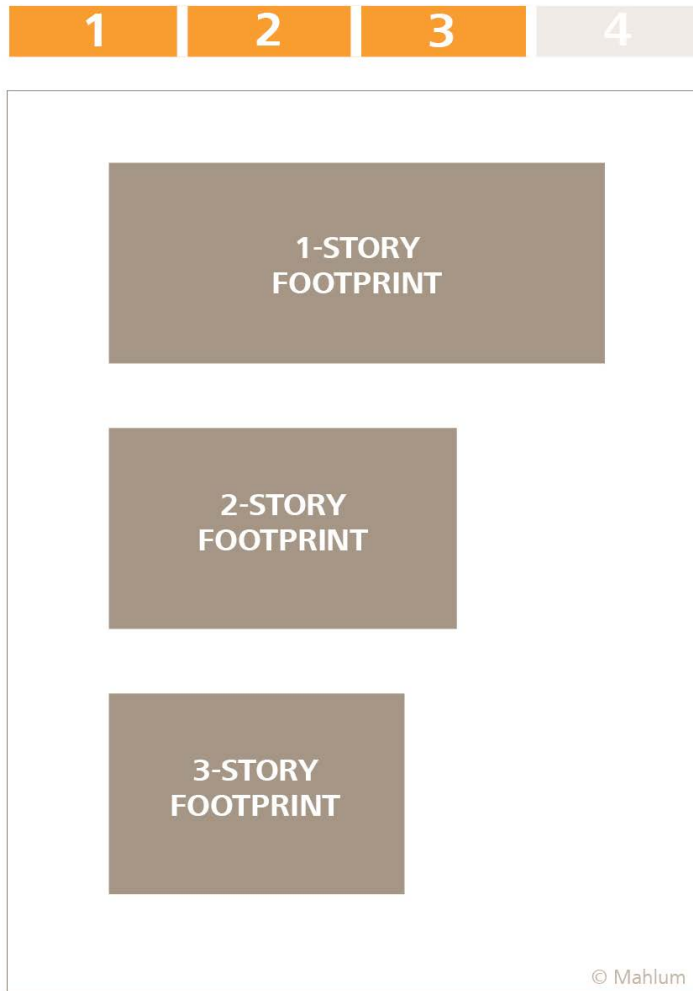 1 2 3 4
1-STORY
FOOTPRINT
2-STORY
FOOTPRINT
3-STORY
FOOTPRINT
© Mahlum